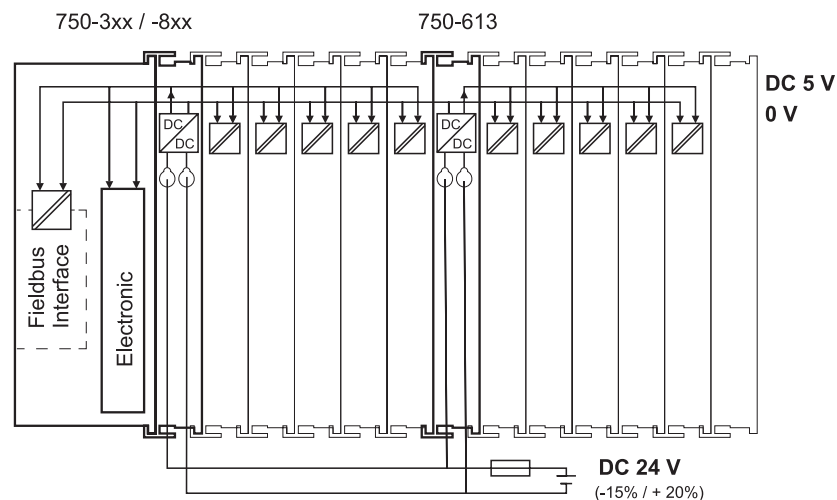 750-3xx / -8xx
750-613
DC 5 V
0 V
DC
DC
DC
DC
Fieldbus
Interface
Electronic
DC 24 V
(-15% / + 20%)